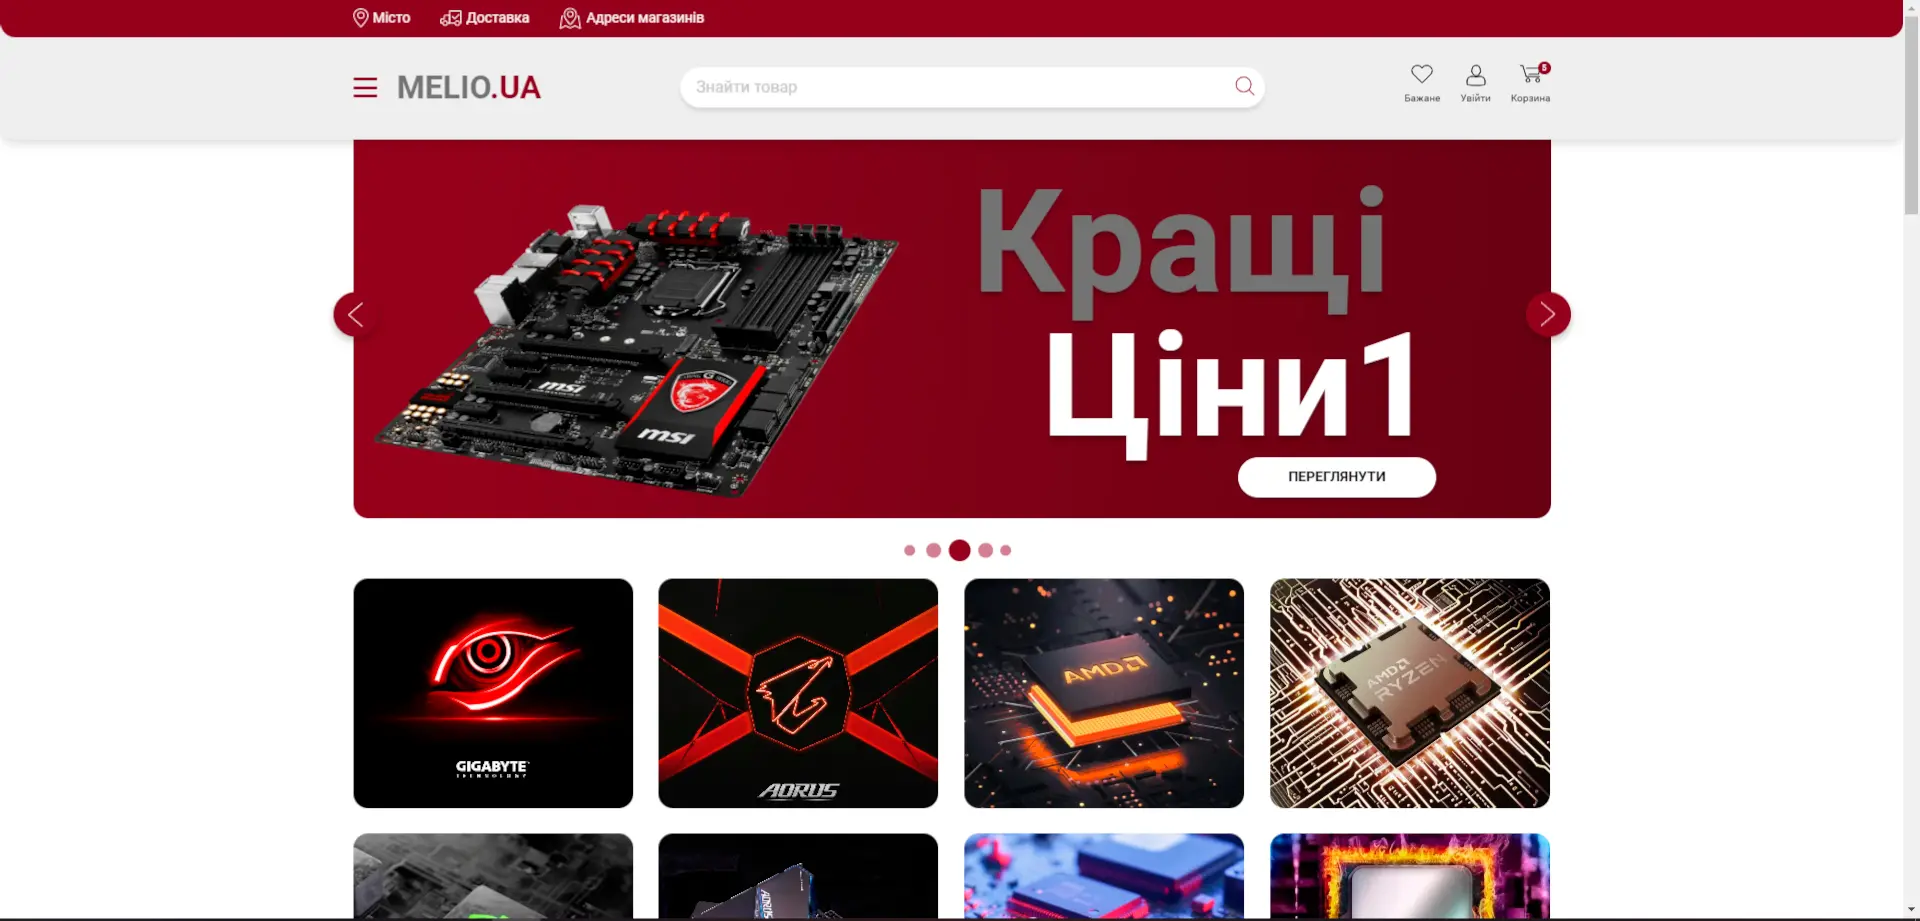 Місто Доставка Адреси магазинів
MELIO.UA
Знайти товар
5
Бажане Увійти Корзина
Кращі
Ціни1
ПЕРЕГЛЯНУТИ
msi
msi
GIGABYTE
TECHNOLOGY
AORUS
AMD
AMD
RYZEN
AORUS